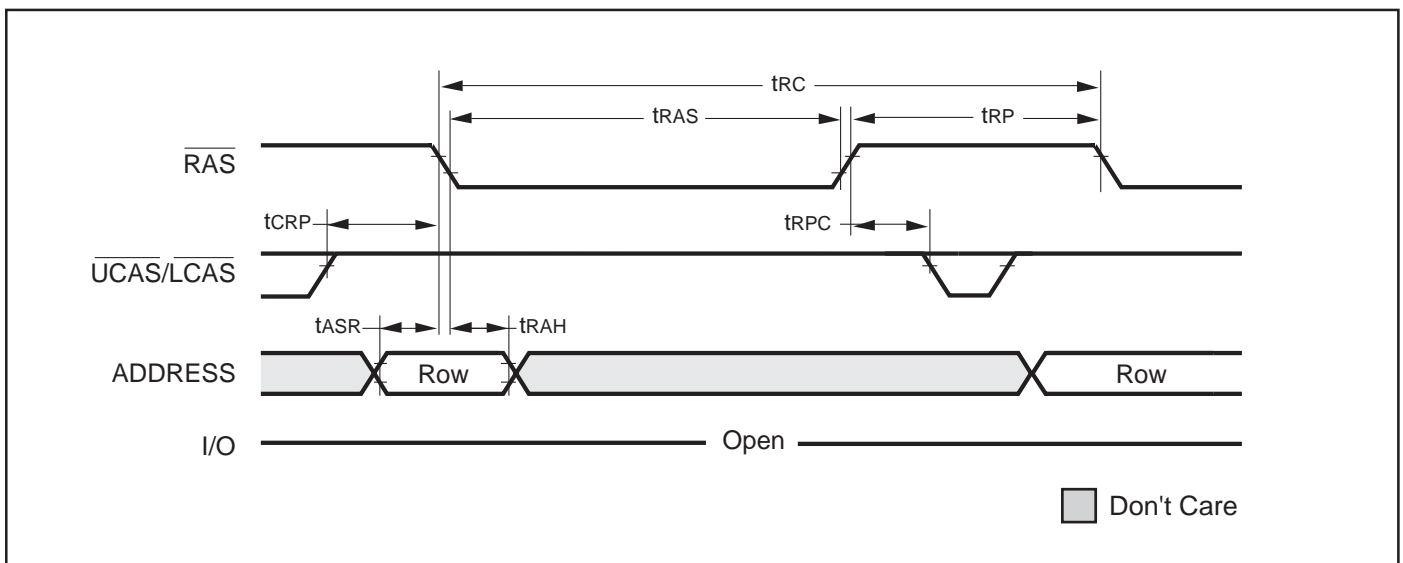 tRC
tRAS
tRP
RAS
tCRP
tRPC
UCAS/LCAS
tASR
tRAH
ADDRESS
Row
Row
I/O
Open
Don't Care